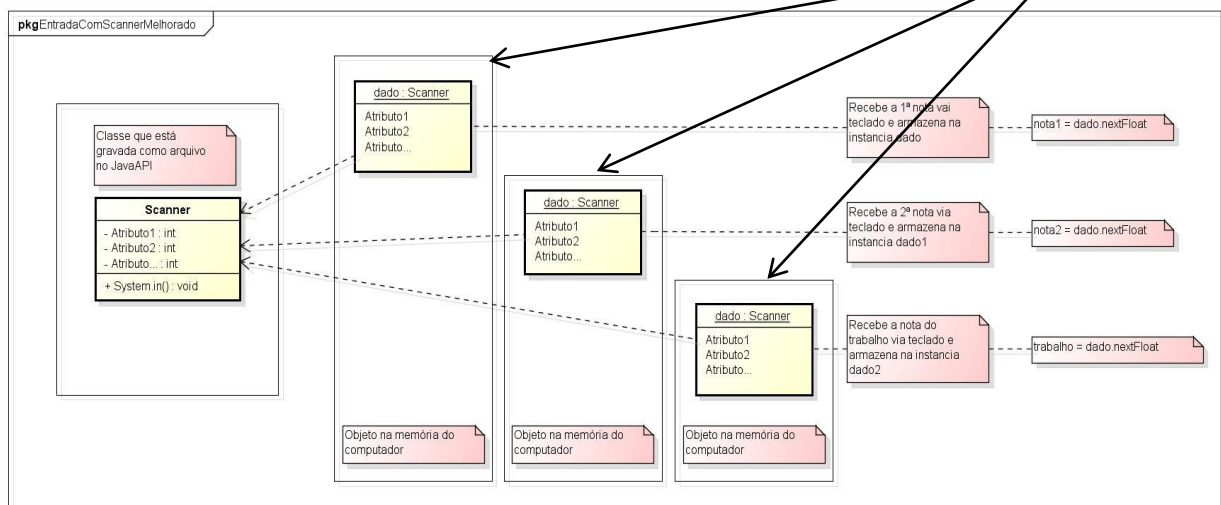 pkgEntradaComScannerMelhorado
Classe que está
gravada como arquivo
no JavaAPI
Scanner
- Atributo1 : int
- Atributo2 : int
- Atributo... : int
+ System.in() : void
dado : Scanner
Atributo1
Atributo2
Atributo...
Objeto na memória do
computador
dado : Scanner
Atributo1
Atributo2
Atributo...
Objeto na memória do
computador
dado : Scanner
Atributo1
Atributo2
Atributo...
Objeto na memória do
computador
Recebe a 1ª nota vai
teclado e armazena na
instancia dado
nota1 = dado.nextFloat
Recebe a 2ª nota via
teclado e armazena na
instancia dado1
nota2 = dado.nextFloat
Recebe a nota do
trabalho via teclado e
armazena na instancia
dado2
trabalho = dado.nextFloat